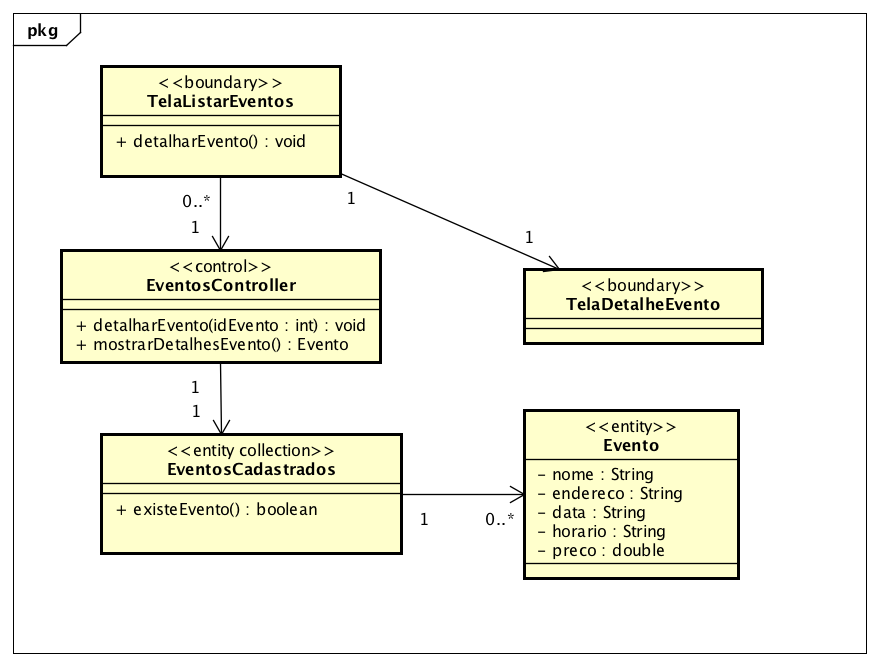 pkg
<<boundary>>
TelaListarEventos
+ detalharEvento() : void
0..*
1
1
1
<<control>>
EventosController
+ detalharEvento(idEvento : int) : void
+ mostrarDetalhesEvento() : Evento
<<boundary>>
TelaDetalheEvento
1
1
<<entity collection>>
EventosCadastrados
+ existeEvento() : boolean
1
0..*
<<entity>>
Evento
- nome : String
- endereco : String
- data : String
- horario : String
- preco : double